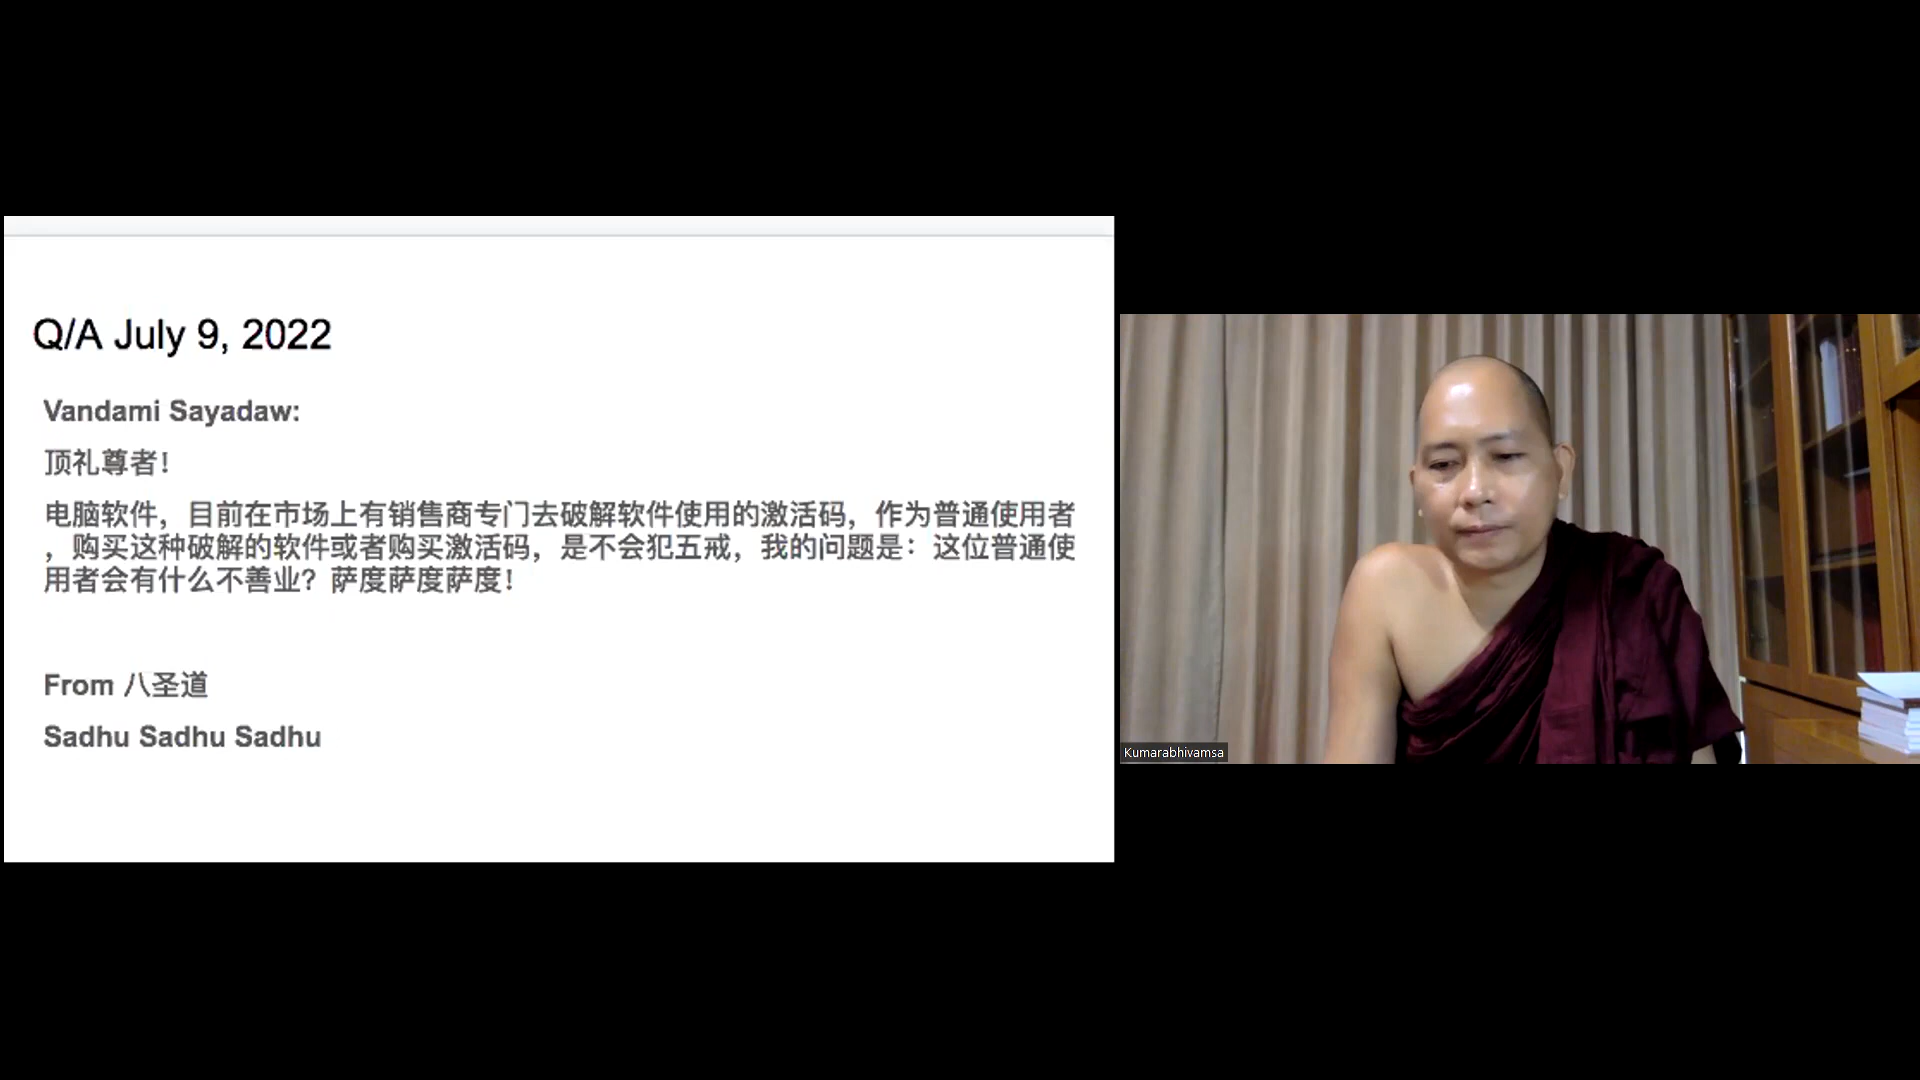 Q/A July 9, 2022
Vandami Sayadaw:
顶礼尊者！
电脑软件，目前在市场上有销售商专门去破解软件使用的激活码，作为普通使用者
，购买这种破解的软件或者购买激活码，是不会犯五戒，我的问题是：这位普通使
用者会有什么不善业？萨度萨度萨度！
From 八圣道
Sadhu Sadhu Sadhu
Kumarabhivamsa